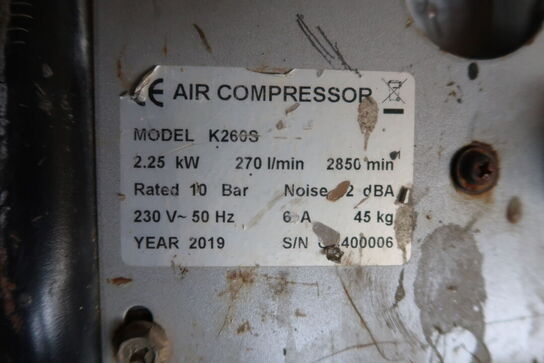 CE AIR COMPRESSOR
MODEL K260S
2.25 kW 270 l/min 2850 min
Rated 10 Bar Noise dBA
230 V~ 50 Hz 6 A 45 kg
YEAR 2019 S/N